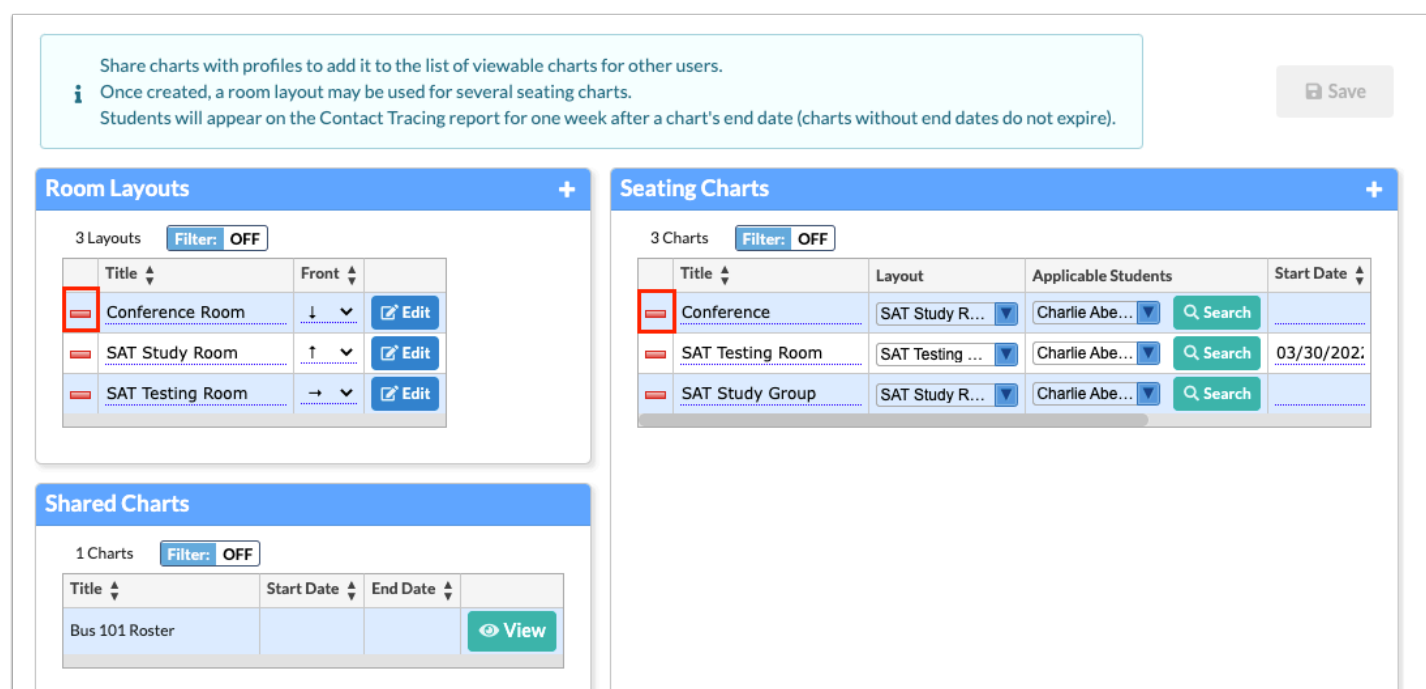 Share charts with profiles to add it to the list of viewable charts for other users.
Once created, a room layout may be used for several seating charts.
Students will appear on the Contact Tracing report for one week after a chart's end date (charts without end dates do not expire).
Save
Room Layouts
3 Layouts Filter: OFF
Title Front
Conference Room ↓ Edit
SAT Study Room ↑ Edit
SAT Testing Room → Edit
Shared Charts
1 Charts Filter: OFF
Title Start Date End Date
Bus 101 Roster View
Seating Charts
3 Charts Filter: OFF
Title Layout Applicable Students Start Date
Conference SAT Study R... Charlie Abe... Search
SAT Testing Room SAT Testing ... Charlie Abe... Search 03/30/202
SAT Study Group SAT Study R... Charlie Abe... Search